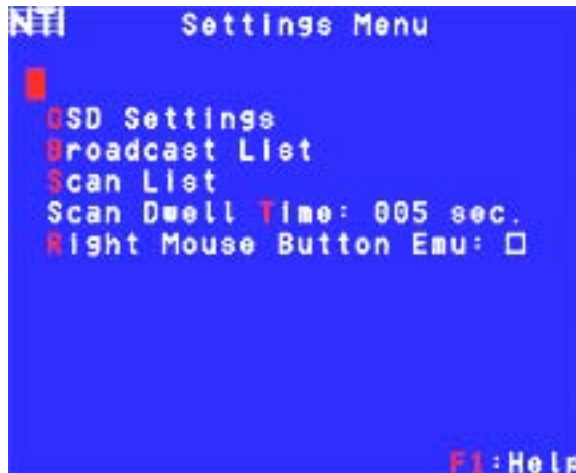 NTI Settings Menu
OSD Settings
Broadcast List
Scan List
Scan Dwell Time: 005 sec.
Right Mouse Button Emu: □
F1:Help